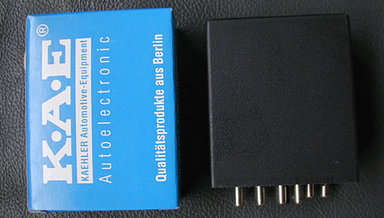 K·A·E®
KAEHLER Automotive-Equipment
Autoelectronic
Qualitätsprodukte aus Berlin